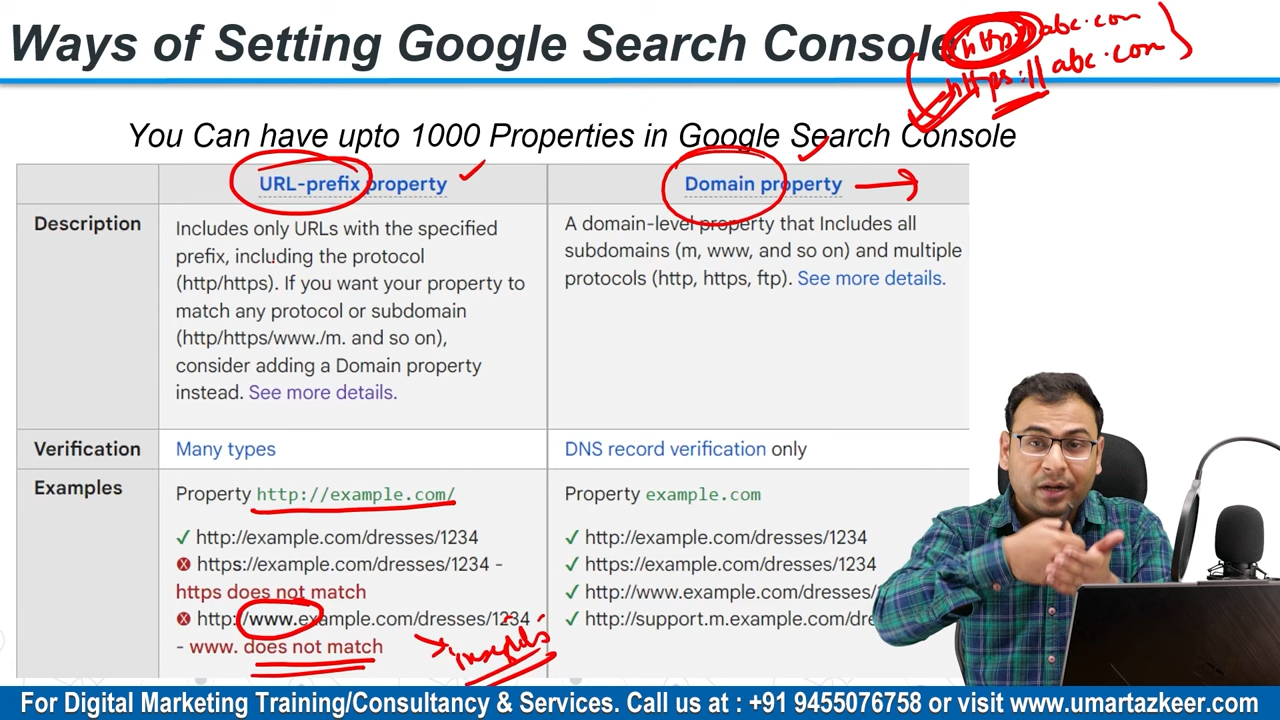 Ways of Setting Google Search Console
http:// abc.com
https:// abc.com
You Can have upto 1000 Properties in Google Search Console
URL-prefix property
Domain property
Description
Includes only URLs with the specified
prefix, including the protocol
(http/https). If you want your property to
match any protocol or subdomain
(http/https/www./m. and so on),
consider adding a Domain property
instead. See more details.
A domain-level property that Includes all
subdomains (m, www, and so on) and multiple
protocols (http, https, ftp). See more details.
Verification
Many types
DNS record verification only
Examples
Property http://example.com/
✓ http://example.com/dresses/1234
https://example.com/dresses/1234 -
https does not match
http://www.example.com/dresses/1234
- www. does not match
Property example.com
✓ http://example.com/dresses/1234
✓ https://example.com/dresses/1234
✓ http://www.example.com/dresses/
✓ http://support.m.example.com/dre
For Digital Marketing Training/Consultancy & Services. Call us at : +91 9455076758 or visit www.umartazkeer.com